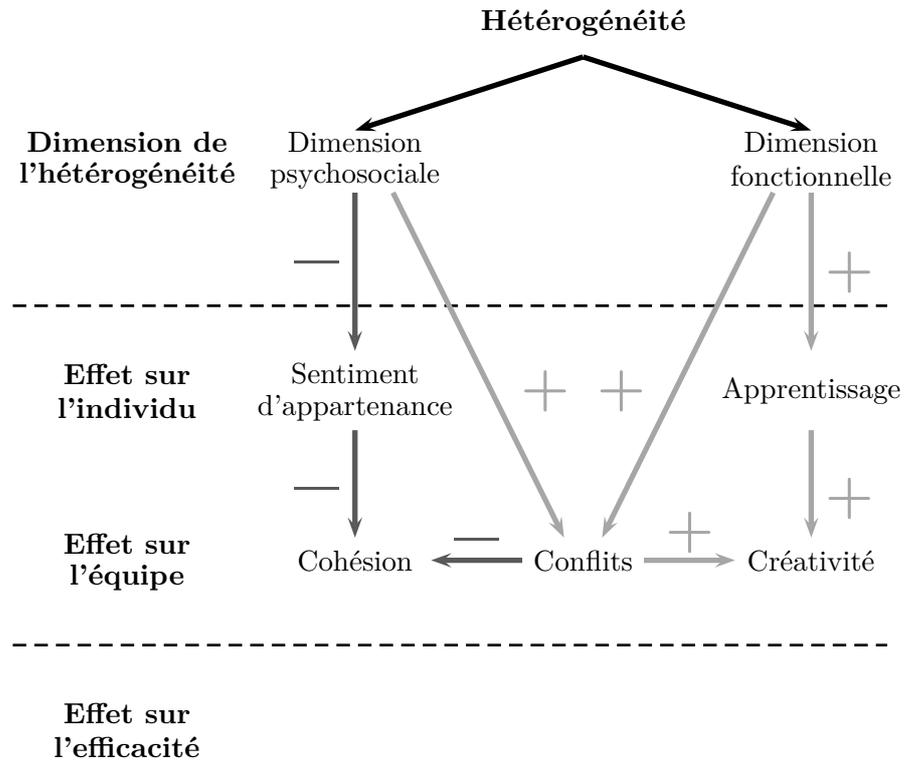 Hétérogénéité
Dimension de
l'hétérogénéité
Dimension
psychosociale
Dimension
fonctionnelle
—
+
Effet sur
l'individu
Sentiment
d'appartenance
+ +
Apprentissage
—
+
Effet sur
l'équipe
Cohésion
—
Conflits
+
Créativité
Effet sur
l'efficacité